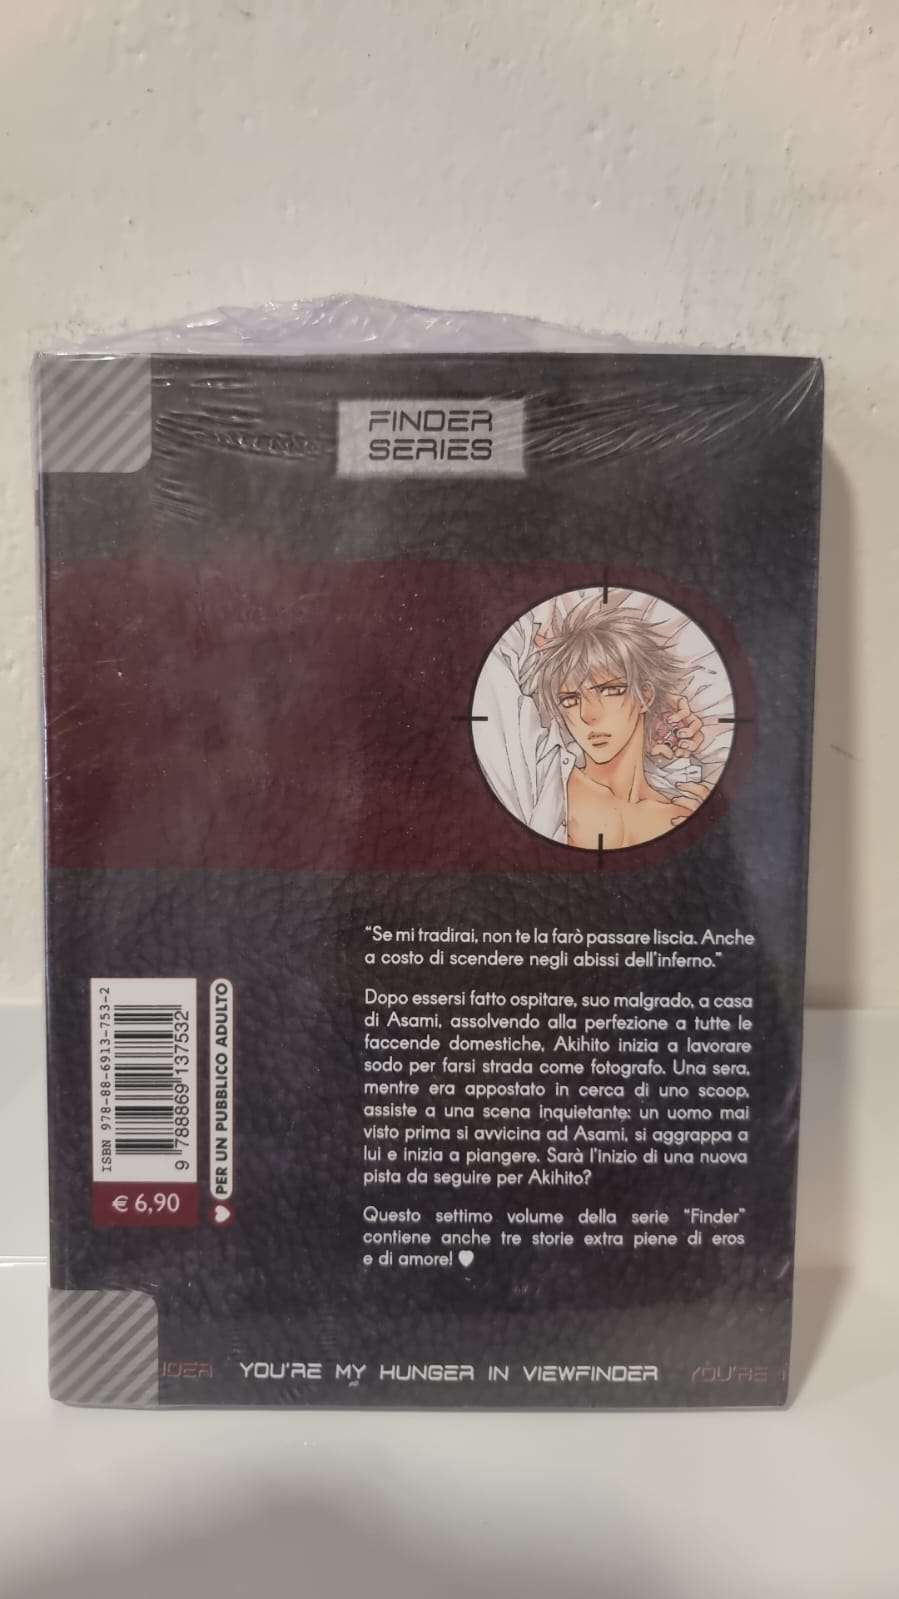 FINDER
SERIES
"Se mi tradirai, non te la farò passare liscia. Anche
a costo di scendere negli abissi dell'inferno."
Dopo essersi fatto ospitare, suo malgrado, a casa
di Asami, assolvendo alla perfezione a tutte le
faccende domestiche, Akihito inizia a lavorare
sodo per farsi strada come fotografo. Una sera,
mentre era appostato in cerca di uno scoop,
assiste a una scena inquietante: un uomo mai
visto prima si avvicina ad Asami, si aggrappa a
lui e inizia a piangere. Sarà l'inizio di una nuova
pista da seguire per Akihito?
Questo settimo volume della serie "Finder"
contiene anche tre storie extra piene di eros
e di amore!
ISBN 978-88-6913-753-2
9 788869 137532
PER UN PUBBLICO ADULTO
€ 6,90
YOU'RE MY HUNGER IN VIEWFINDER YOU'RE